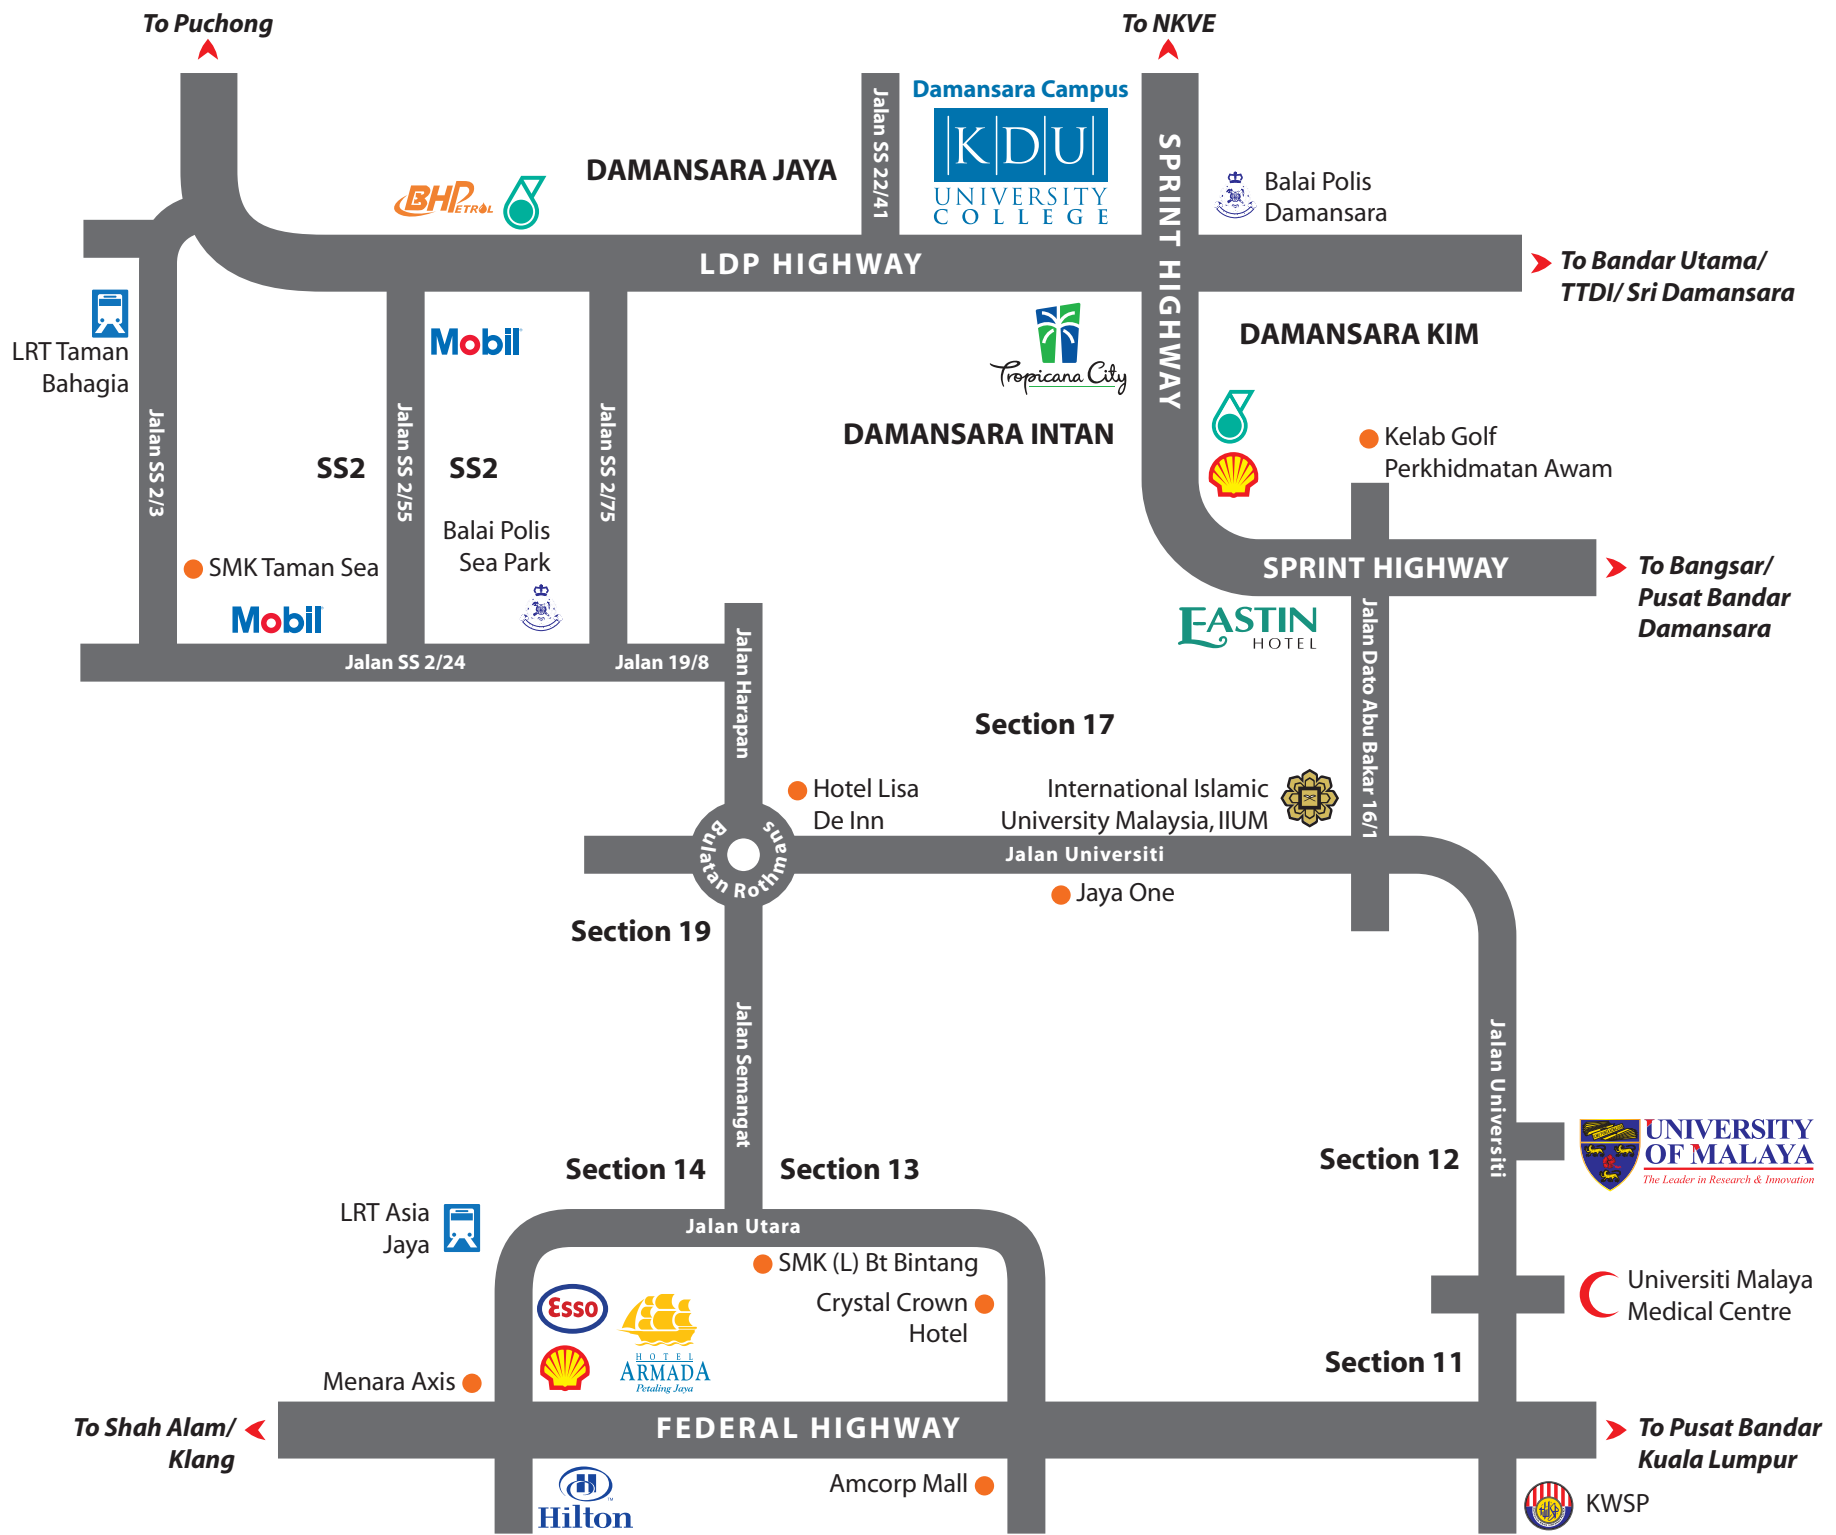 To Puchong
To NKVE
Damansara Campus
KDU
UNIVERSITY
COLLEGE
Jalan SS 22/41
SPRINT HIGHWAY
DAMANSARA JAYA
BHPETROL
Balai Polis
Damansara
LDP HIGHWAY
To Bandar Utama/
TTDI/ Sri Damansara
LRT Taman
Bahagia
Mobil
Tropicana City
DAMANSARA KIM
DAMANSARA INTAN
Jalan SS 2/3
Jalan SS 2/55
Jalan SS 2/75
SS2
SS2
Kelab Golf
Perkhidmatan Awam
Balai Polis
Sea Park
SMK Taman Sea
Mobil
SPRINT HIGHWAY
To Bangsar/
Pusat Bandar
Damansara
EASTIN
HOTEL
Jalan Dato Abu Bakar 16/1
Jalan SS 2/24
Jalan 19/8
Jalan Harapan
Section 17
Hotel Lisa
De Inn
International Islamic
University Malaysia, IIUM
Bulatan Rothmans
Jalan Universiti
Jaya One
Section 19
Jalan Semangat
Jalan Universiti
UNIVERSITY
OF MALAYA
The Leader in Research & Innovation
Section 12
Section 14
Section 13
LRT Asia
Jaya
Jalan Utara
SMK (L) Bt Bintang
Crystal Crown
Hotel
Universiti Malaya
Medical Centre
Esso
HOTEL
ARMADA
Petaling Jaya
Section 11
Menara Axis
To Shah Alam/
Klang
FEDERAL HIGHWAY
To Pusat Bandar
Kuala Lumpur
Hilton
Amcorp Mall
KWSP